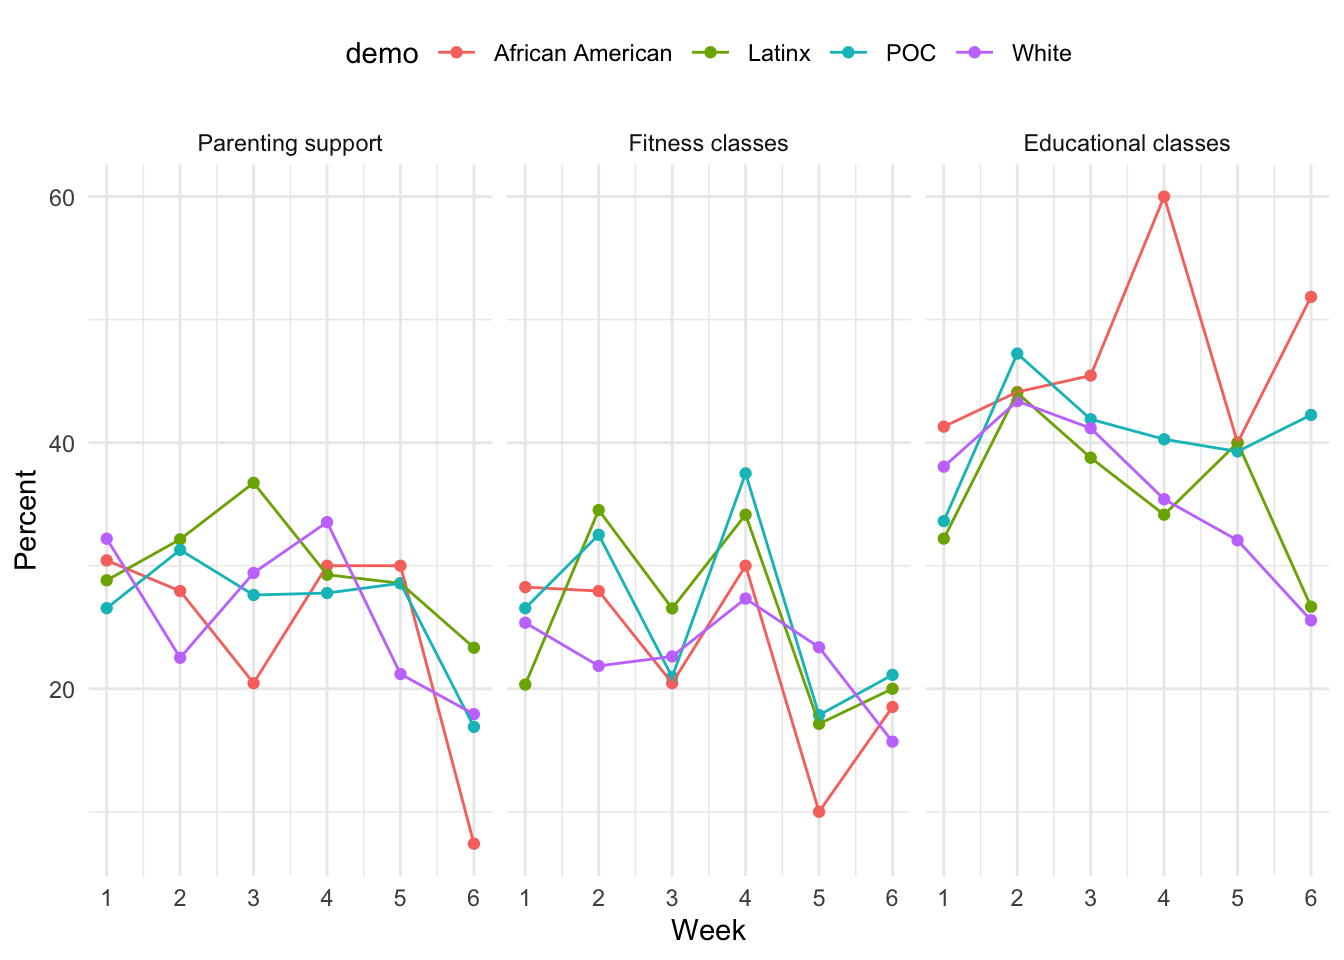 demo African American Latinx POC White
Parenting support Fitness classes Educational classes
60
40
20
Percent
1 2 3 4 5 6 1 2 3 4 5 6 1 2 3 4 5 6
Week